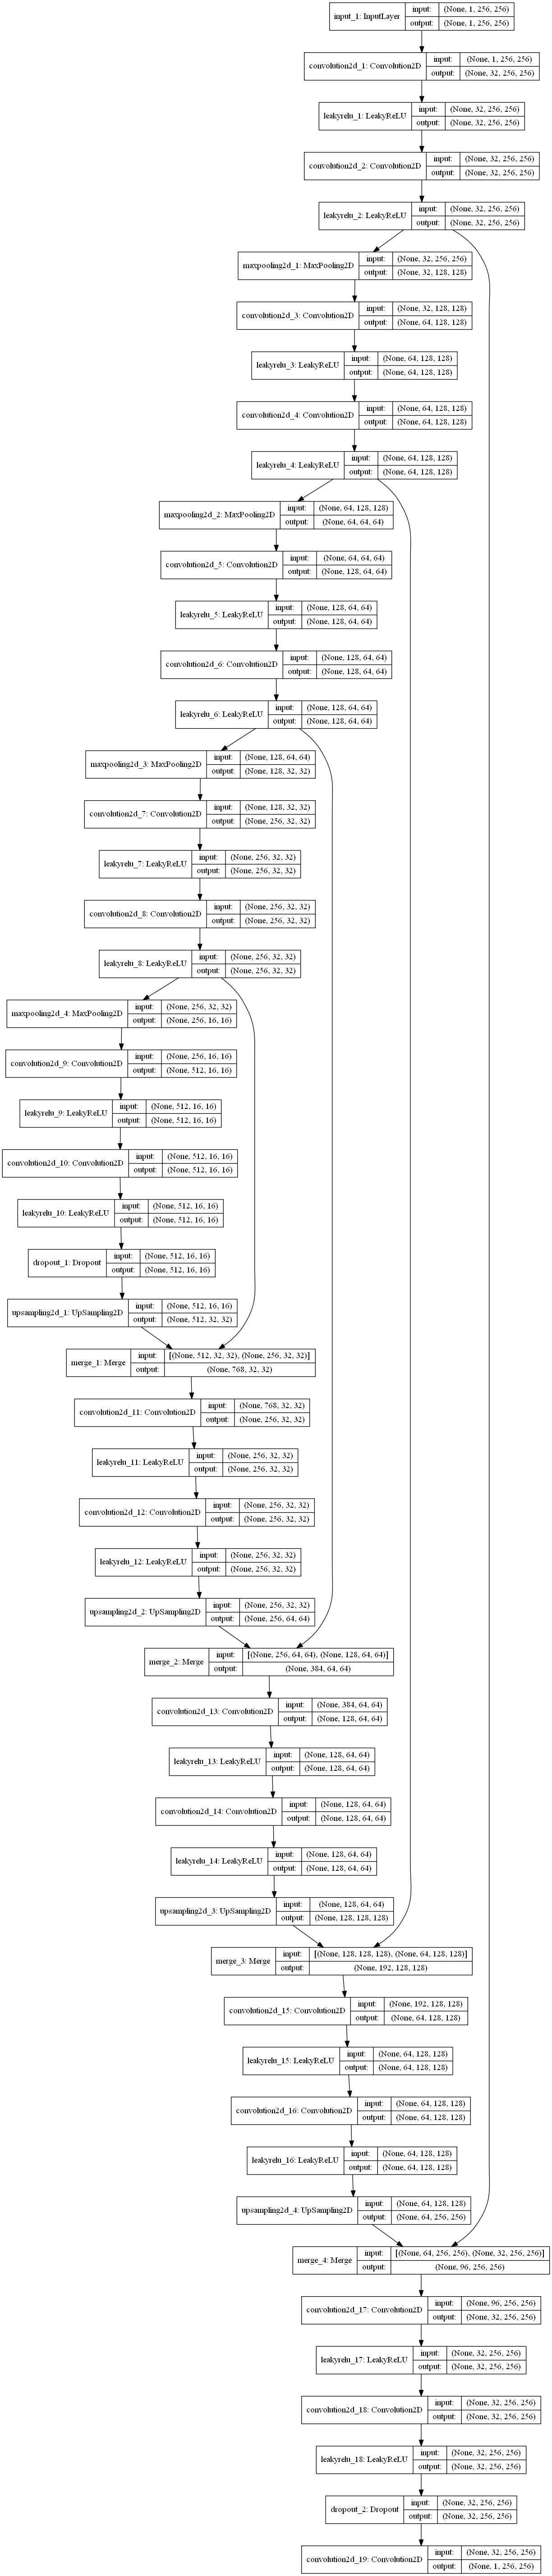 input_1: InputLayer
input: (None, 1, 256, 256)
output: (None, 1, 256, 256)
convolution2d_1: Convolution2D
input: (None, 1, 256, 256)
output: (None, 32, 256, 256)
leakyrelu_1: LeakyReLU
input: (None, 32, 256, 256)
output: (None, 32, 256, 256)
convolution2d_2: Convolution2D
input: (None, 32, 256, 256)
output: (None, 32, 256, 256)
leakyrelu_2: LeakyReLU
input: (None, 32, 256, 256)
output: (None, 32, 256, 256)
maxpooling2d_1: MaxPooling2D
input: (None, 32, 256, 256)
output: (None, 32, 128, 128)
convolution2d_3: Convolution2D
input: (None, 32, 128, 128)
output: (None, 64, 128, 128)
leakyrelu_3: LeakyReLU
input: (None, 64, 128, 128)
output: (None, 64, 128, 128)
convolution2d_4: Convolution2D
input: (None, 64, 128, 128)
output: (None, 64, 128, 128)
leakyrelu_4: LeakyReLU
input: (None, 64, 128, 128)
output: (None, 64, 128, 128)
maxpooling2d_2: MaxPooling2D
input: (None, 64, 128, 128)
output: (None, 64, 64, 64)
convolution2d_5: Convolution2D
input: (None, 64, 64, 64)
output: (None, 128, 64, 64)
leakyrelu_5: LeakyReLU
input: (None, 128, 64, 64)
output: (None, 128, 64, 64)
convolution2d_6: Convolution2D
input: (None, 128, 64, 64)
output: (None, 128, 64, 64)
leakyrelu_6: LeakyReLU
input: (None, 128, 64, 64)
output: (None, 128, 64, 64)
maxpooling2d_3: MaxPooling2D
input: (None, 128, 64, 64)
output: (None, 128, 32, 32)
convolution2d_7: Convolution2D
input: (None, 128, 32, 32)
output: (None, 256, 32, 32)
leakyrelu_7: LeakyReLU
input: (None, 256, 32, 32)
output: (None, 256, 32, 32)
convolution2d_8: Convolution2D
input: (None, 256, 32, 32)
output: (None, 256, 32, 32)
leakyrelu_8: LeakyReLU
input: (None, 256, 32, 32)
output: (None, 256, 32, 32)
maxpooling2d_4: MaxPooling2D
input: (None, 256, 32, 32)
output: (None, 256, 16, 16)
convolution2d_9: Convolution2D
input: (None, 256, 16, 16)
output: (None, 512, 16, 16)
leakyrelu_9: LeakyReLU
input: (None, 512, 16, 16)
output: (None, 512, 16, 16)
convolution2d_10: Convolution2D
input: (None, 512, 16, 16)
output: (None, 512, 16, 16)
leakyrelu_10: LeakyReLU
input: (None, 512, 16, 16)
output: (None, 512, 16, 16)
dropout_1: Dropout
input: (None, 512, 16, 16)
output: (None, 512, 16, 16)
upsampling2d_1: UpSampling2D
input: (None, 512, 16, 16)
output: (None, 512, 32, 32)
merge_1: Merge
input: [(None, 512, 32, 32), (None, 256, 32, 32)]
output: (None, 768, 32, 32)
convolution2d_11: Convolution2D
input: (None, 768, 32, 32)
output: (None, 256, 32, 32)
leakyrelu_11: LeakyReLU
input: (None, 256, 32, 32)
output: (None, 256, 32, 32)
convolution2d_12: Convolution2D
input: (None, 256, 32, 32)
output: (None, 256, 32, 32)
leakyrelu_12: LeakyReLU
input: (None, 256, 32, 32)
output: (None, 256, 32, 32)
upsampling2d_2: UpSampling2D
input: (None, 256, 32, 32)
output: (None, 256, 64, 64)
merge_2: Merge
input: [(None, 256, 64, 64), (None, 128, 64, 64)]
output: (None, 384, 64, 64)
convolution2d_13: Convolution2D
input: (None, 384, 64, 64)
output: (None, 128, 64, 64)
leakyrelu_13: LeakyReLU
input: (None, 128, 64, 64)
output: (None, 128, 64, 64)
convolution2d_14: Convolution2D
input: (None, 128, 64, 64)
output: (None, 128, 64, 64)
leakyrelu_14: LeakyReLU
input: (None, 128, 64, 64)
output: (None, 128, 64, 64)
upsampling2d_3: UpSampling2D
input: (None, 128, 64, 64)
output: (None, 128, 128, 128)
merge_3: Merge
input: [(None, 128, 128, 128), (None, 64, 128, 128)]
output: (None, 192, 128, 128)
convolution2d_15: Convolution2D
input: (None, 192, 128, 128)
output: (None, 64, 128, 128)
leakyrelu_15: LeakyReLU
input: (None, 64, 128, 128)
output: (None, 64, 128, 128)
convolution2d_16: Convolution2D
input: (None, 64, 128, 128)
output: (None, 64, 128, 128)
leakyrelu_16: LeakyReLU
input: (None, 64, 128, 128)
output: (None, 64, 128, 128)
upsampling2d_4: UpSampling2D
input: (None, 64, 128, 128)
output: (None, 64, 256, 256)
merge_4: Merge
input: [(None, 64, 256, 256), (None, 32, 256, 256)]
output: (None, 96, 256, 256)
convolution2d_17: Convolution2D
input: (None, 96, 256, 256)
output: (None, 32, 256, 256)
leakyrelu_17: LeakyReLU
input: (None, 32, 256, 256)
output: (None, 32, 256, 256)
convolution2d_18: Convolution2D
input: (None, 32, 256, 256)
output: (None, 32, 256, 256)
leakyrelu_18: LeakyReLU
input: (None, 32, 256, 256)
output: (None, 32, 256, 256)
dropout_2: Dropout
input: (None, 32, 256, 256)
output: (None, 32, 256, 256)
convolution2d_19: Convolution2D
input: (None, 32, 256, 256)
output: (None, 1, 256, 256)